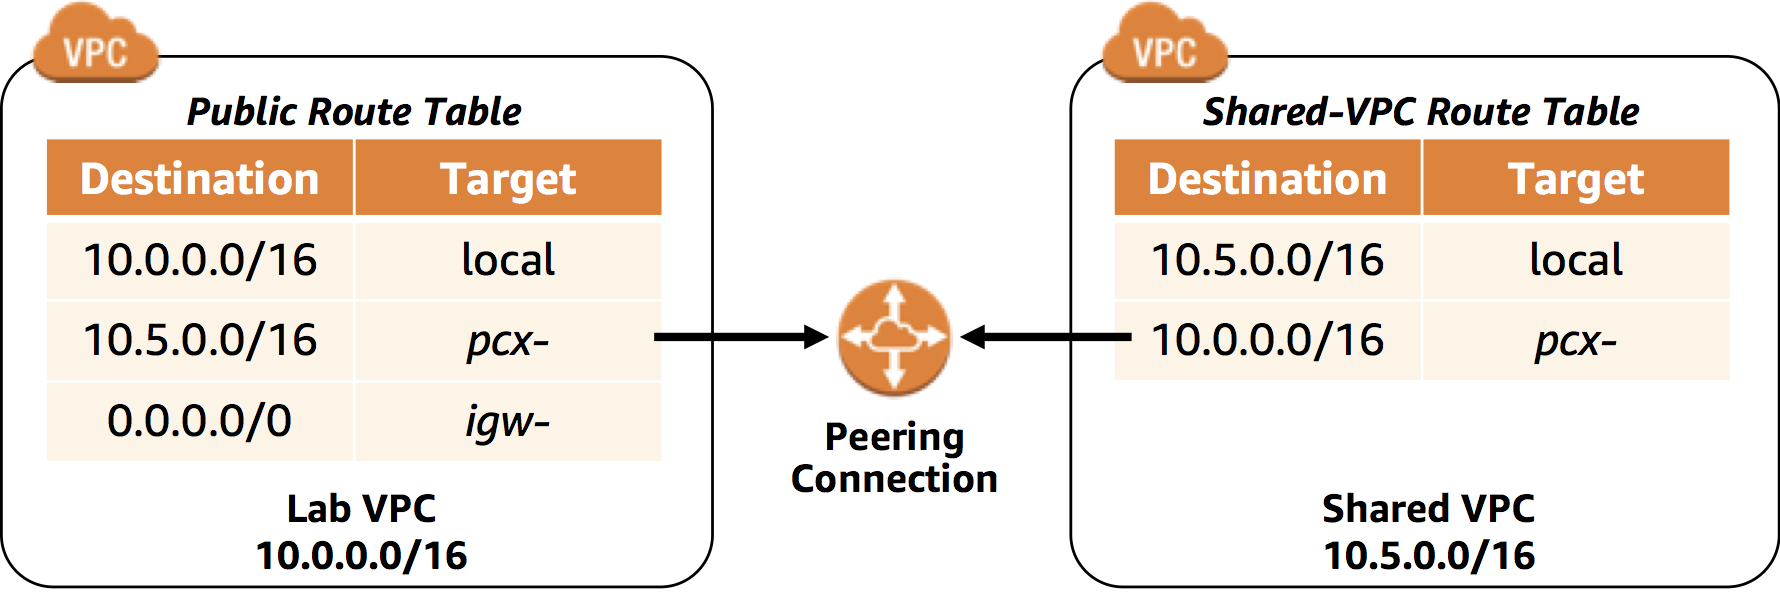 VPC
Public Route Table
Destination Target
10.0.0.0/16 local
10.5.0.0/16 pcx-
0.0.0.0/0 igw-
Lab VPC
10.0.0.0/16
Peering
Connection
VPC
Shared-VPC Route Table
Destination Target
10.5.0.0/16 local
10.0.0.0/16 pcx-
Shared VPC
10.5.0.0/16